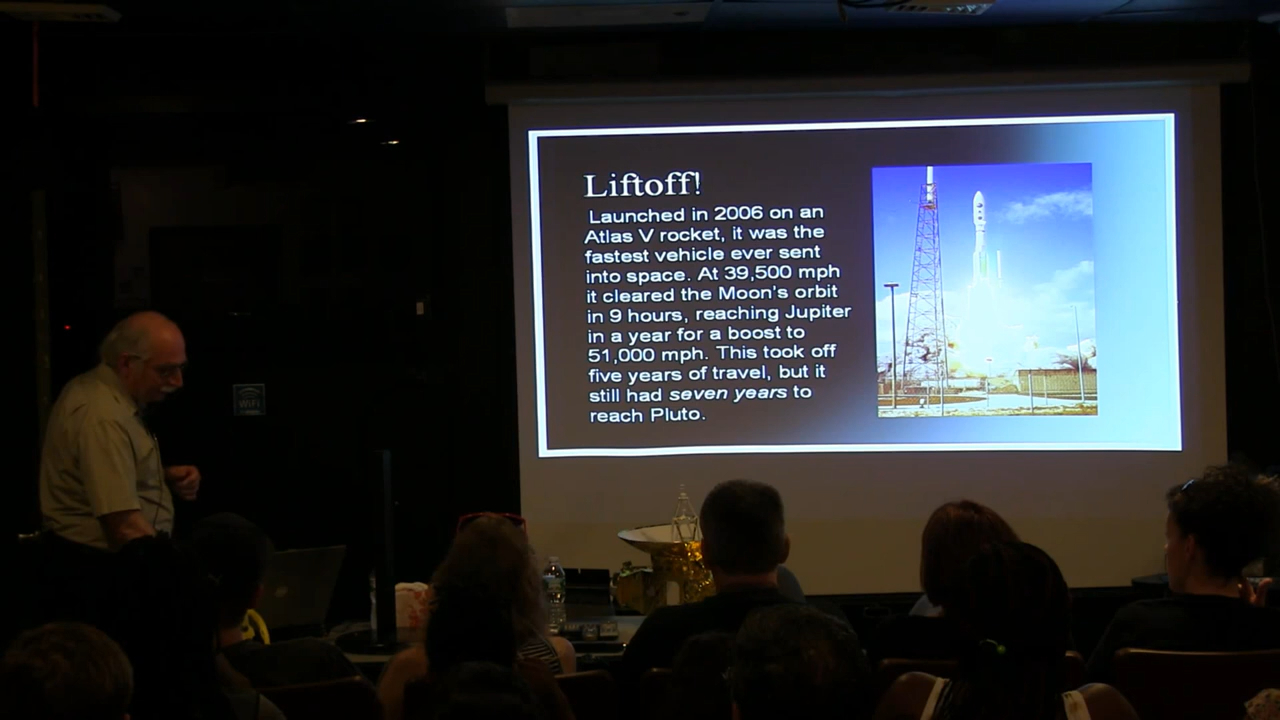 Liftoff!
Launched in 2006 on an
Atlas V rocket, it was the
fastest vehicle ever sent
into space. At 39,500 mph
it cleared the Moon's orbit
in 9 hours, reaching Jupiter
in a year for a boost to
51,000 mph. This took off
five years of travel, but it
still had seven years to
reach Pluto.
WiFi